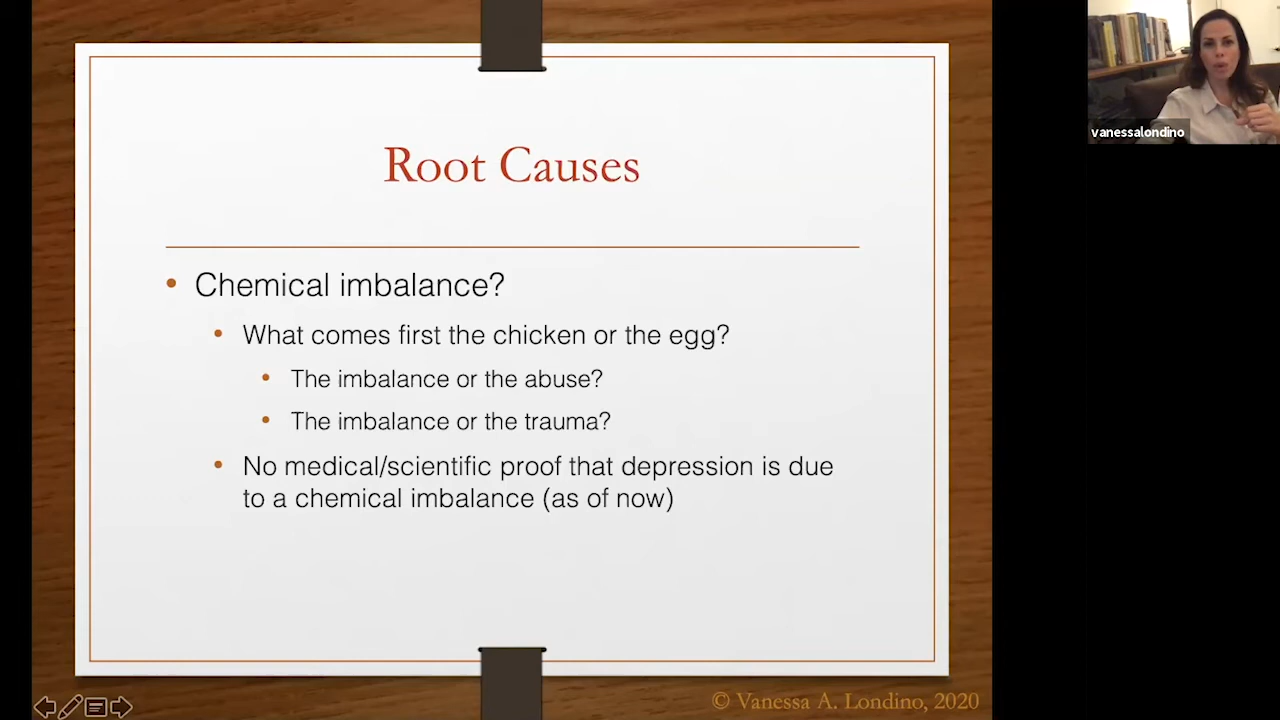 vanessalondino
Root Causes
• Chemical imbalance?
• What comes first the chicken or the egg?
• The imbalance or the abuse?
• The imbalance or the trauma?
• No medical/scientific proof that depression is due
to a chemical imbalance (as of now)
© Vanessa A. Londino, 2020